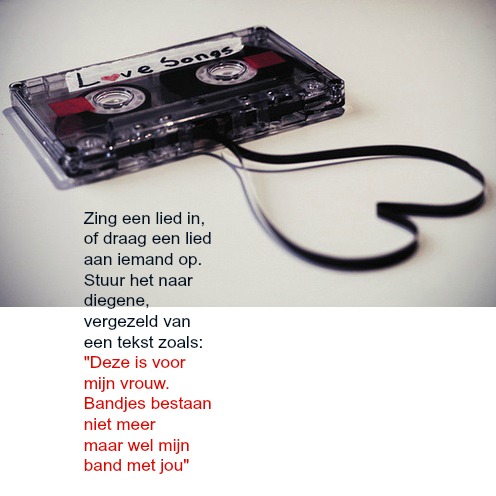 Love Songs
Zing een lied in,
of draag een lied
aan iemand op.
Stuur het naar
diegene,
vergezeld van
een tekst zoals:
"Deze is voor
mijn vrouw.
Bandjes bestaan
niet meer
maar wel mijn
band met jou"